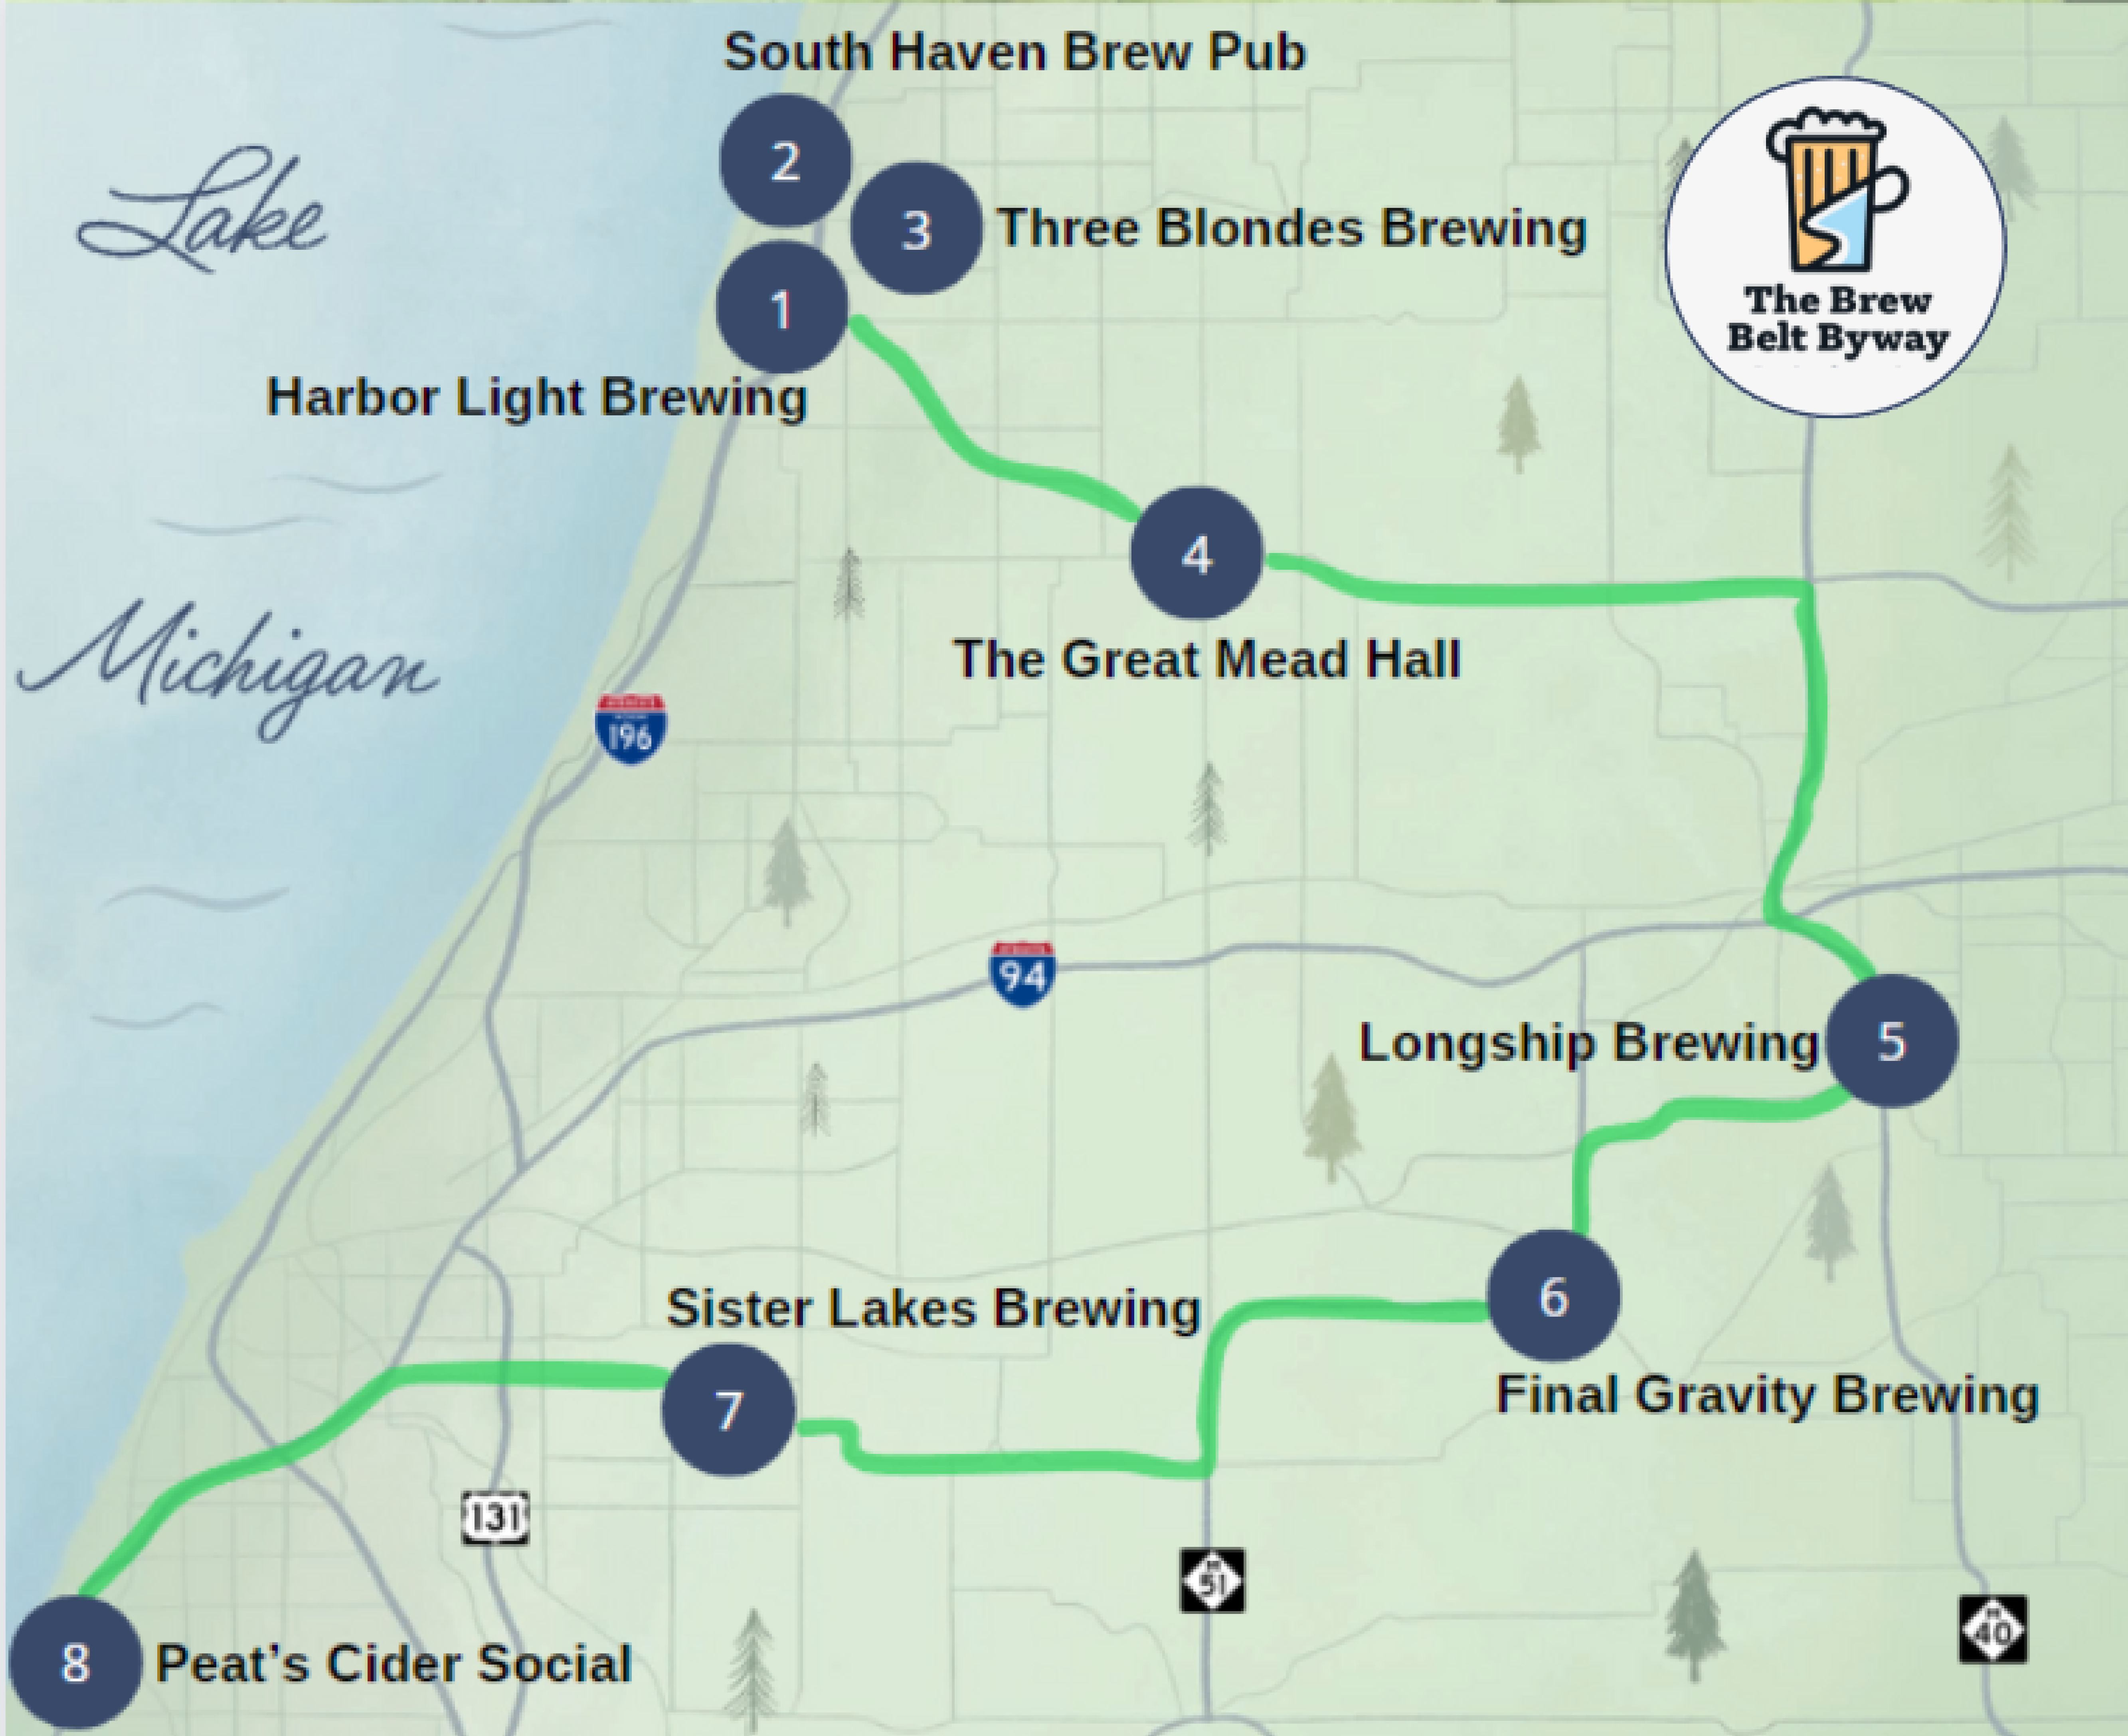 South Haven Brew Pub
2
3
Three Blondes Brewing
1
Harbor Light Brewing
The Brew
Belt Byway
Lake
Michigan
4
The Great Mead Hall
196
94
Longship Brewing
5
Sister Lakes Brewing
6
7
Final Gravity Brewing
131
M
51
M
40
8
Peat’s Cider Social